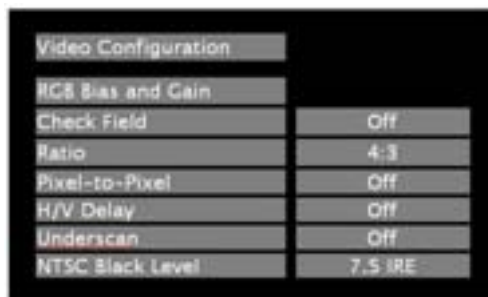 Video Configuration
RGB Bias and Gain
Check Field Off
Ratio 4:3
Pixel-to-Pixel Off
H/V Delay Off
Underscan Off
NTSC Black Level 7.5 IRE